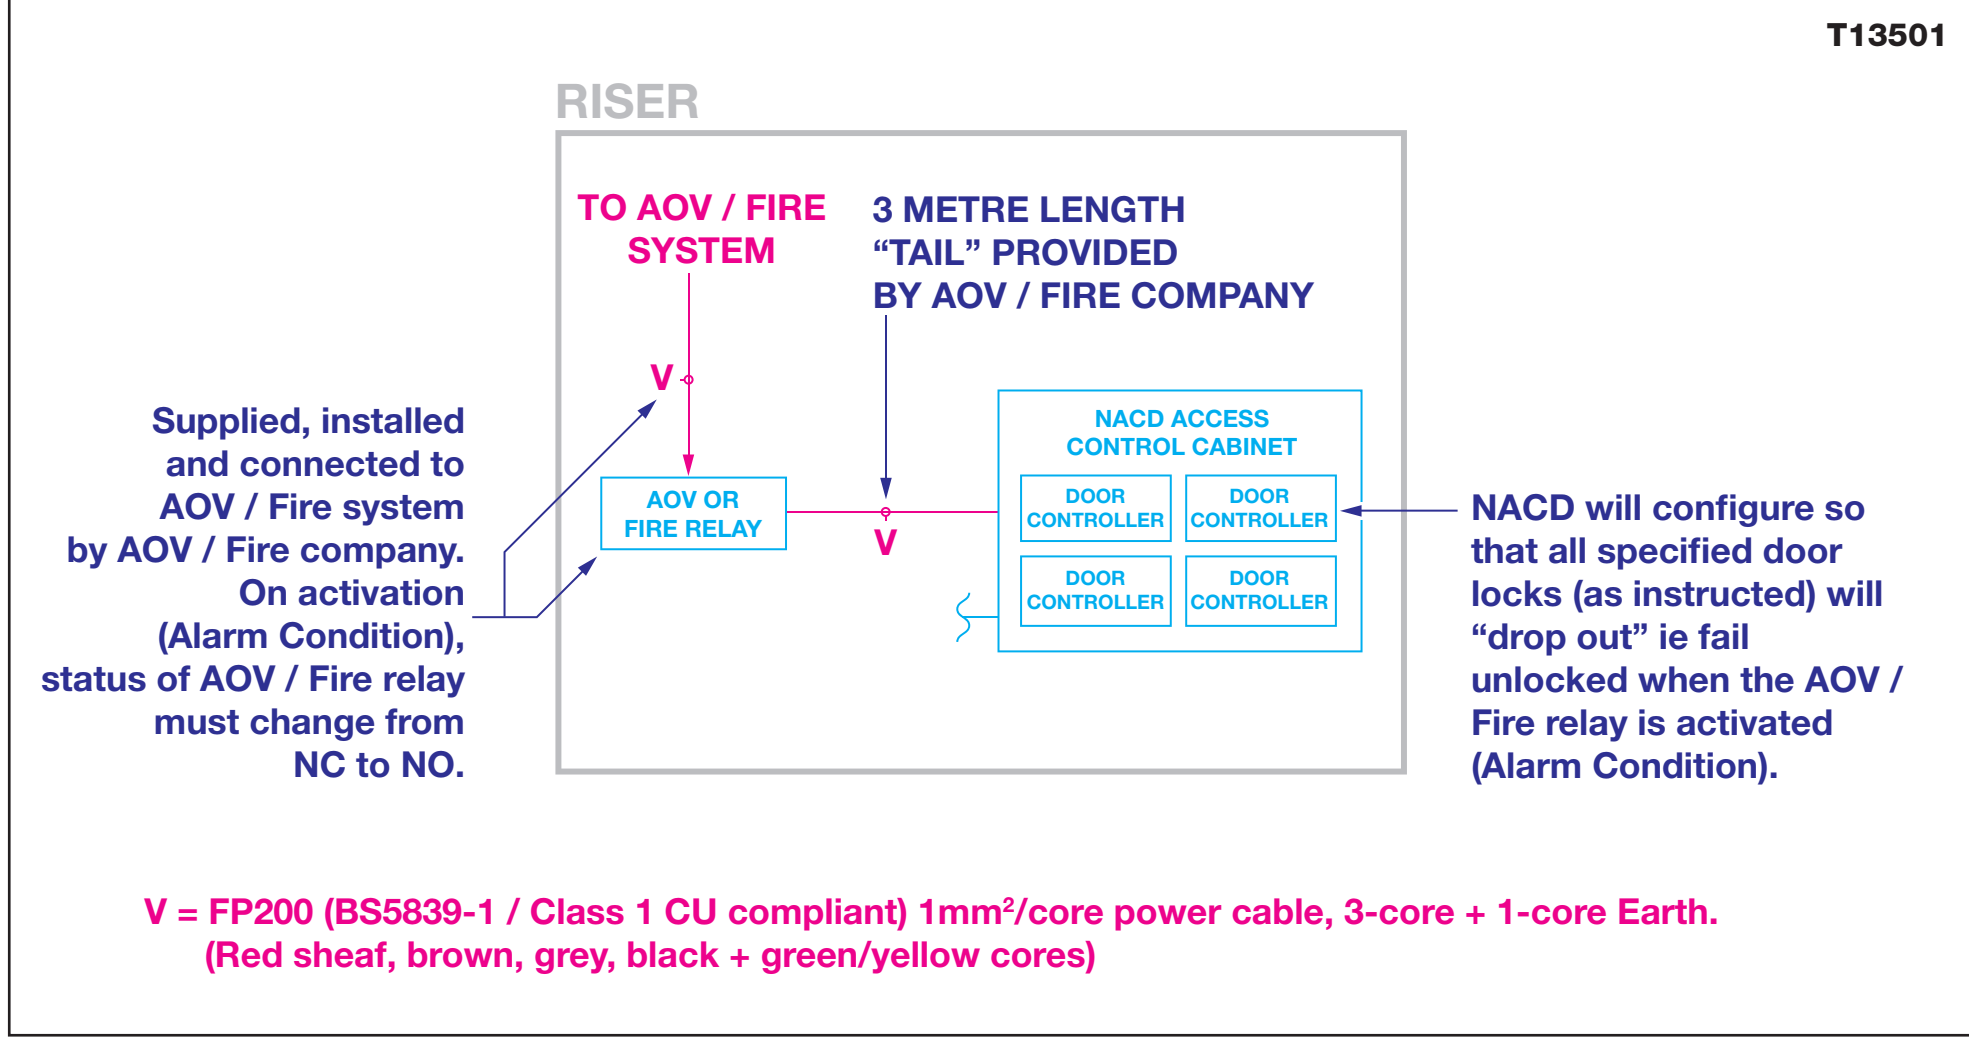 T13501
RISER
TO AOV / FIRE
SYSTEM
3 METRE LENGTH
“TAIL” PROVIDED
BY AOV / FIRE COMPANY
V
Supplied, installed
and connected to
AOV / Fire system
by AOV / Fire company.
On activation
(Alarm Condition),
status of AOV / Fire relay
must change from
NC to NO.
AOV OR
FIRE RELAY
V
NACD ACCESS
CONTROL CABINET
DOOR
CONTROLLER
DOOR
CONTROLLER
DOOR
CONTROLLER
DOOR
CONTROLLER
NACD will configure so
that all specified door
locks (as instructed) will
“drop out” ie fail
unlocked when the AOV /
Fire relay is activated
(Alarm Condition).
V = FP200 (BS5839-1 / Class 1 CU compliant) 1mm²/core power cable, 3-core + 1-core Earth.
(Red sheaf, brown, grey, black + green/yellow cores)